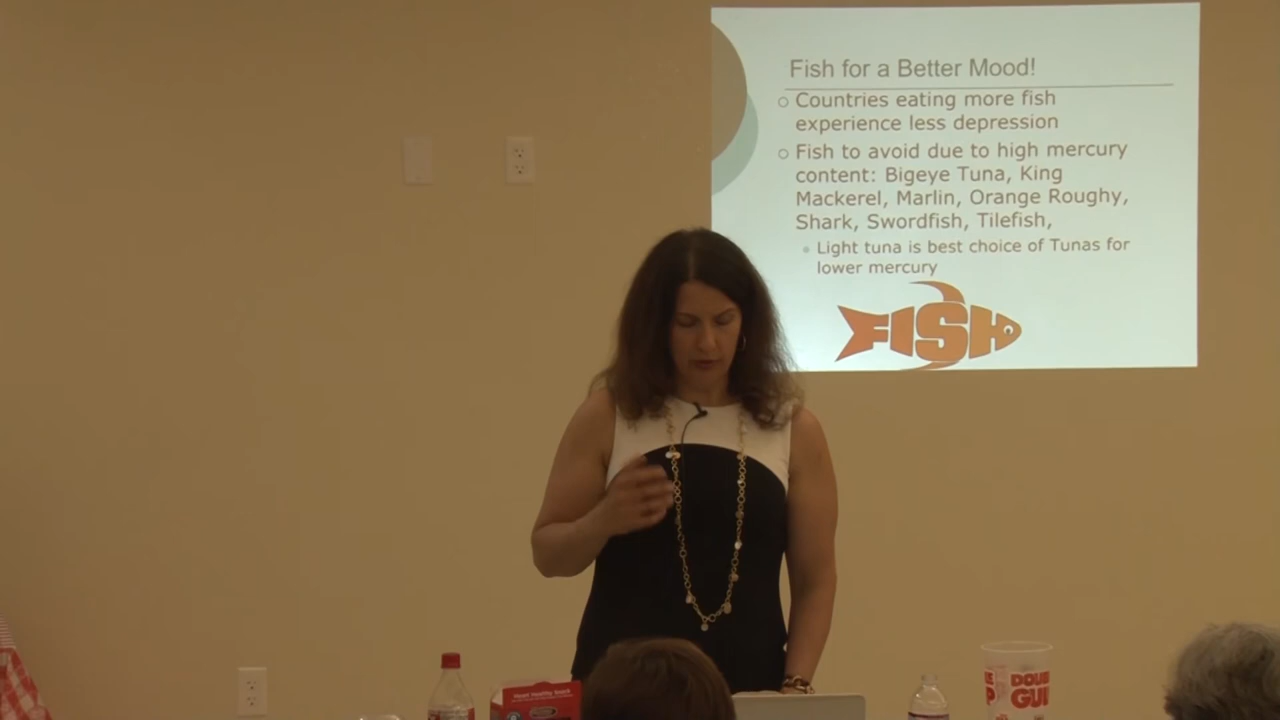 Fish for a Better Mood!
Countries eating more fish
experience less depression
Fish to avoid due to high mercury
content: Bigeye Tuna, King
Mackerel, Marlin, Orange Roughy,
Shark, Swordfish, Tilefish,
Light tuna is best choice of Tunas for
lower mercury
FISH
DOUB
GUL